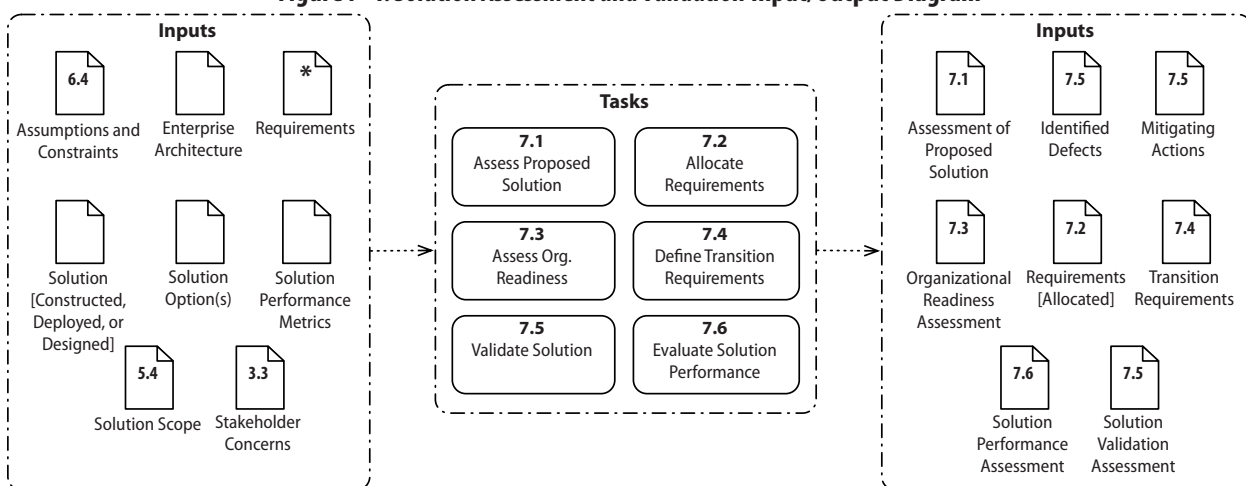 Inputs
6.4
Assumptions and
Constraints
Enterprise
Architecture
*
Requirements
Solution
[Constructed,
Deployed, or
Designed]
Solution
Option(s)
Solution
Performance
Metrics
5.4
Solution Scope
3.3
Stakeholder
Concerns
Tasks
7.1
Assess Proposed
Solution
7.2
Allocate
Requirements
7.3
Assess Org.
Readiness
7.4
Define Transition
Requirements
7.5
Validate Solution
7.6
Evaluate Solution
Performance
Inputs
7.1
Assessment of
Proposed
Solution
7.5
Identified
Defects
7.5
Mitigating
Actions
7.3
Organizational
Readiness
Assessment
7.2
Requirements
[Allocated]
7.4
Transition
Requirements
7.6
Solution
Performance
Assessment
7.5
Solution
Validation
Assessment